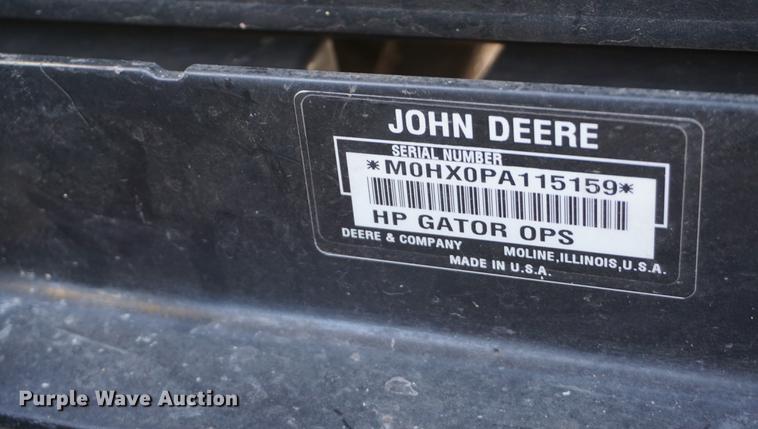 JOHN DEERE
SERIAL NUMBER
*M0HX0PA115159*
HP GATOR OPS
DEERE & COMPANY MOLINE, ILLINOIS, U.S.A.
MADE IN U.S.A.
Purple Wave Auction